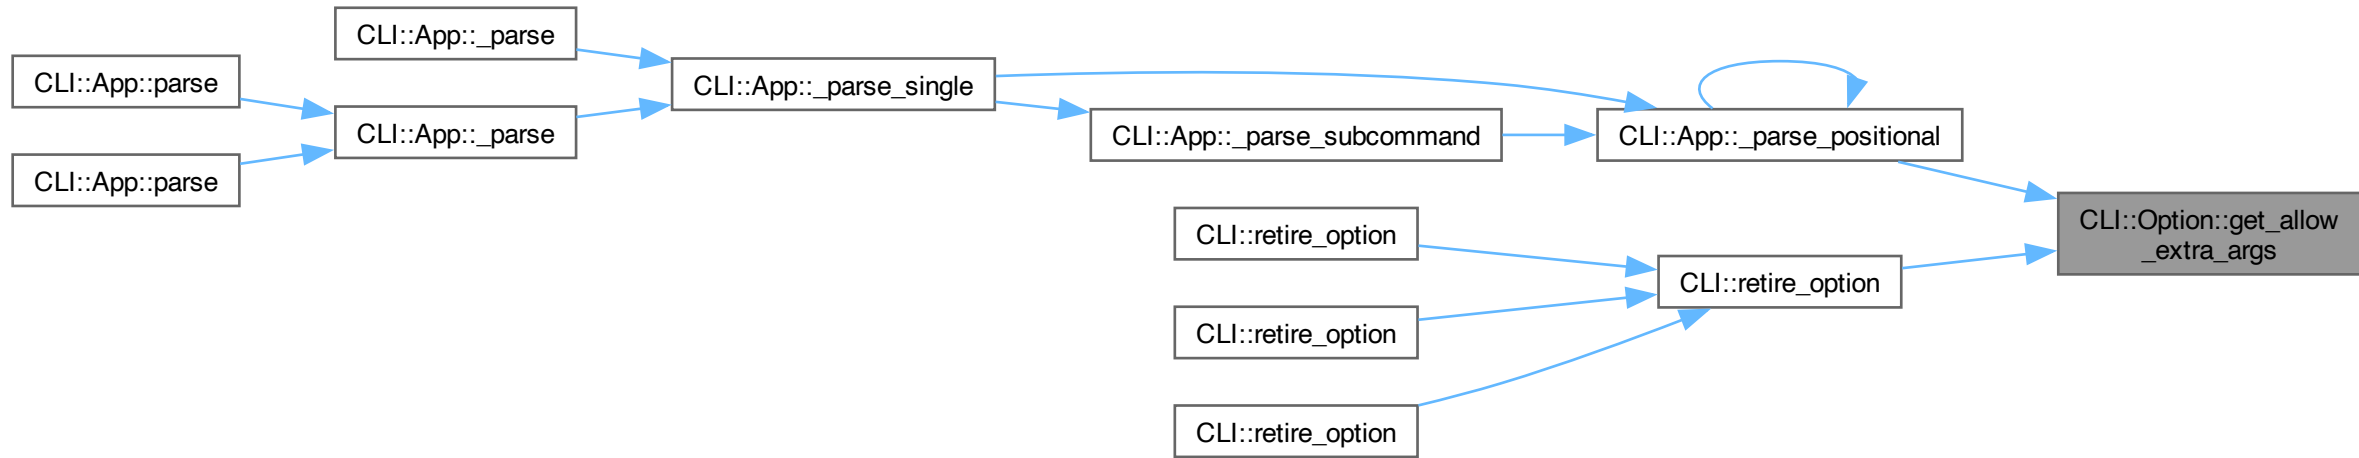 CLI::App::_parse
CLI::App::parse
CLI::App::_parse_single
CLI::App::_parse
CLI::App::_parse_subcommand
CLI::App::_parse_positional
CLI::App::parse
CLI::Option::get_allow
_extra_args
CLI::retire_option
CLI::retire_option
CLI::retire_option
CLI::retire_option